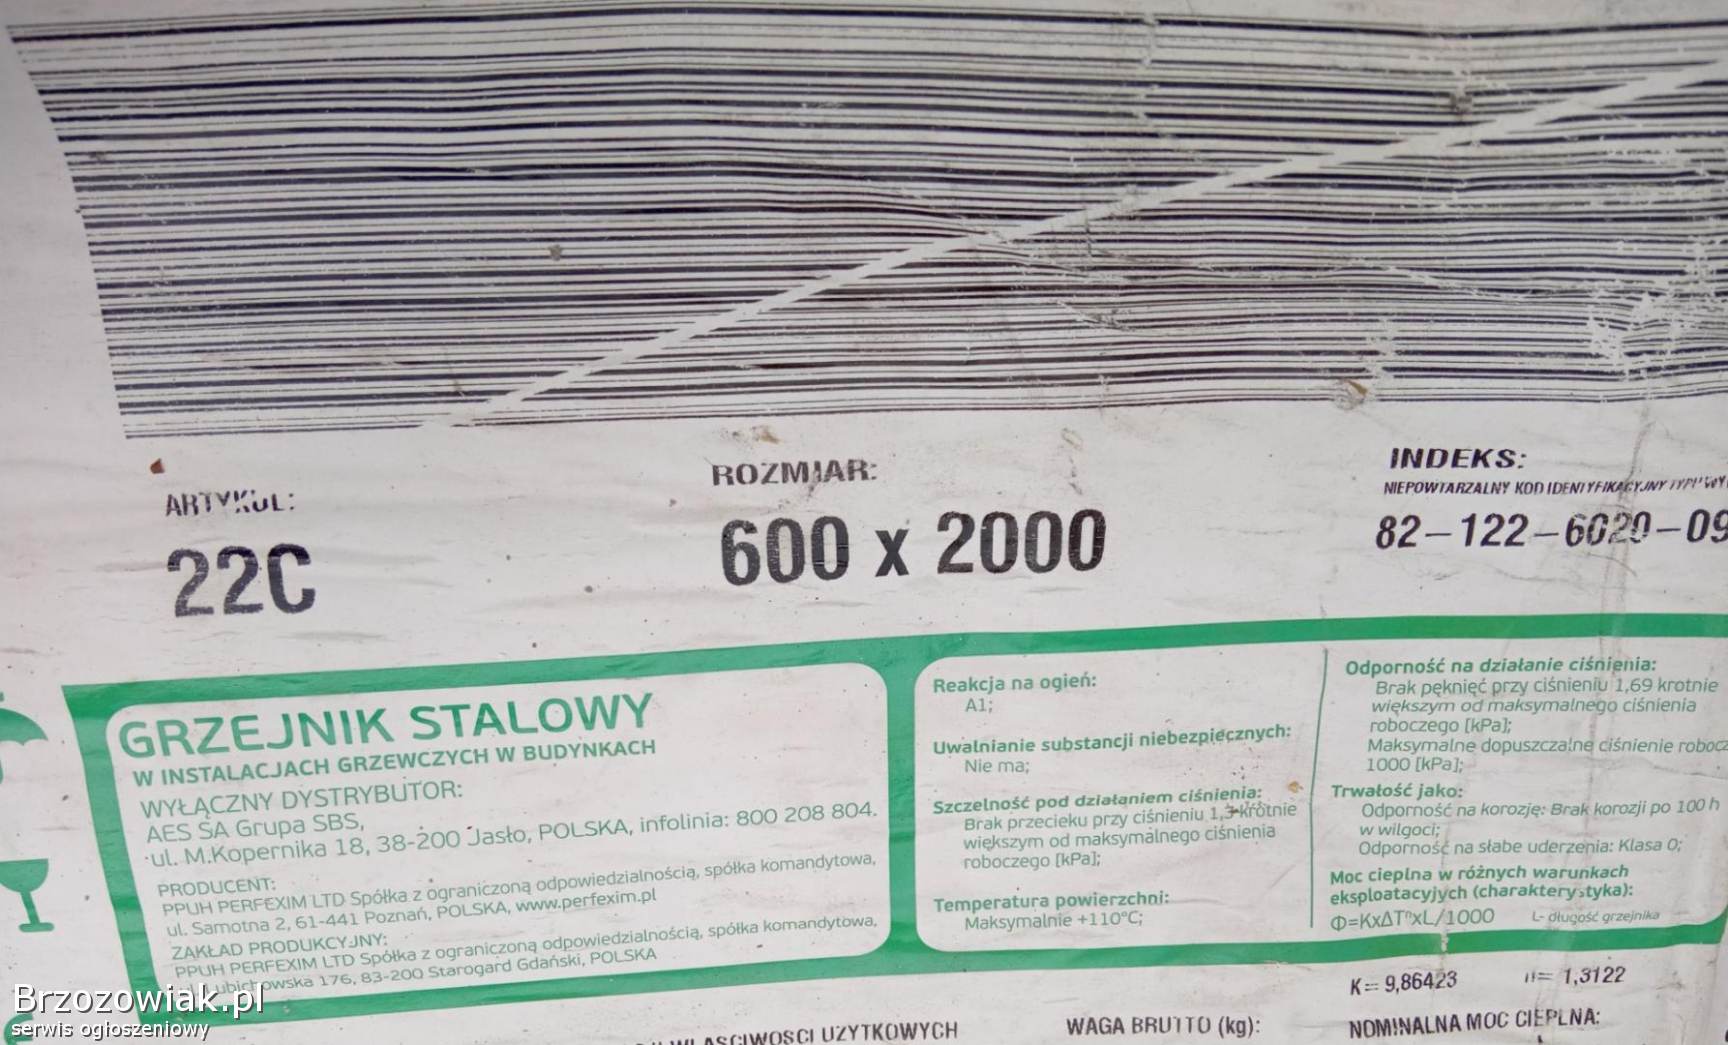 ARTYKUŁ:
22C
ROZMIAR:
600 x 2000
INDEKS:
NIEPOWTARZALNY KOD IDENTYFIKACYJNY TYPU WY
82-122-6020-09
GRZEJNIK STALOWY
W INSTALACJACH GRZEWCZYCH W BUDYNKACH
WYŁĄCZNY DYSTRYBUTOR:
AES SA Grupa SBS,
ul. M.Kopernika 18, 38-200 Jasło, POLSKA, infolinia: 800 208 804.
PRODUCENT:
PPUH PERFEXIM LTD Spółka z ograniczoną odpowiedzialnością, spółka komandytowa,
ul. Samotna 2, 61-441 Poznań, POLSKA, www.perfexim.pl
ZAKŁAD PRODUKCYJNY:
PPUH PERFEXIM LTD Spółka z ograniczoną odpowiedzialnością, spółka komandytowa,
ul. Lubichowska 176, 83-200 Starogard Gdański, POLSKA
Reakcja na ogień:
A1;
Uwalnianie substancji niebezpiecznych:
Nie ma;
Szczelność pod działaniem ciśnienia:
Brak przecieku przy ciśnieniu 1,3-krotnie
większym od maksymalnego ciśnienia
roboczego [kPa];
Temperatura powierzchni:
Maksymalnie +110°C;
Odporność na działanie ciśnienia:
Brak pęknięć przy ciśnieniu 1,69 krotnie
większym od maksymalnego ciśnienia
roboczego [kPa];
Maksymalne dopuszczalne ciśnienie robocz
1000 [kPa];
Trwałość jako:
Odporność na korozję: Brak korozji po 100 h
w wilgoci;
Odporność na słabe uderzenia: Klasa 0;
Moc cieplna w różnych warunkach
eksploatacyjych (charakterystyka):
Φ=KxΔTⁿxL/1000 L- długość grzejnika
K= 9,86423 n= 1,3122
WŁAŚCIWOŚCI UŻYTKOWYCH
WAGA BRUTTO (kg):
NOMINALNA MOC CIEPLNA:
Brzozowiak.pl
serwis ogłoszeniowy